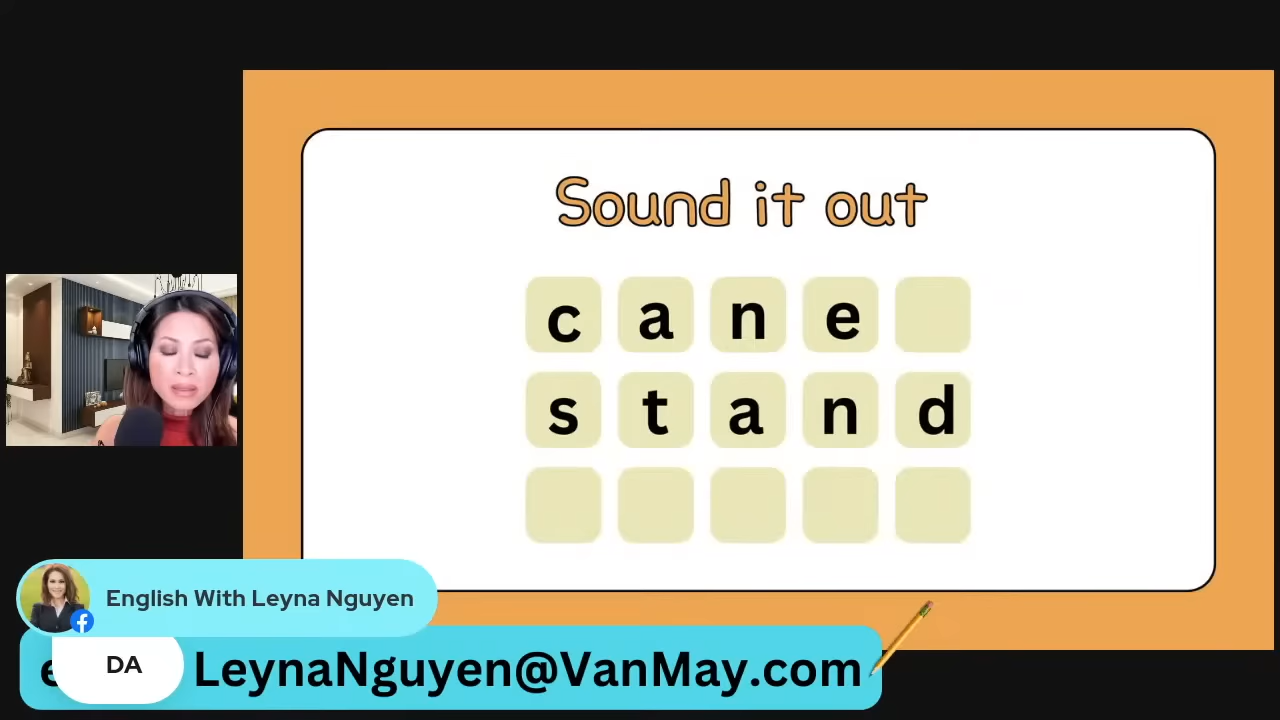 Sound it out
c a n e
s t a n d
English With Leyna Nguyen
DA
LeynaNguyen@VanMay.com